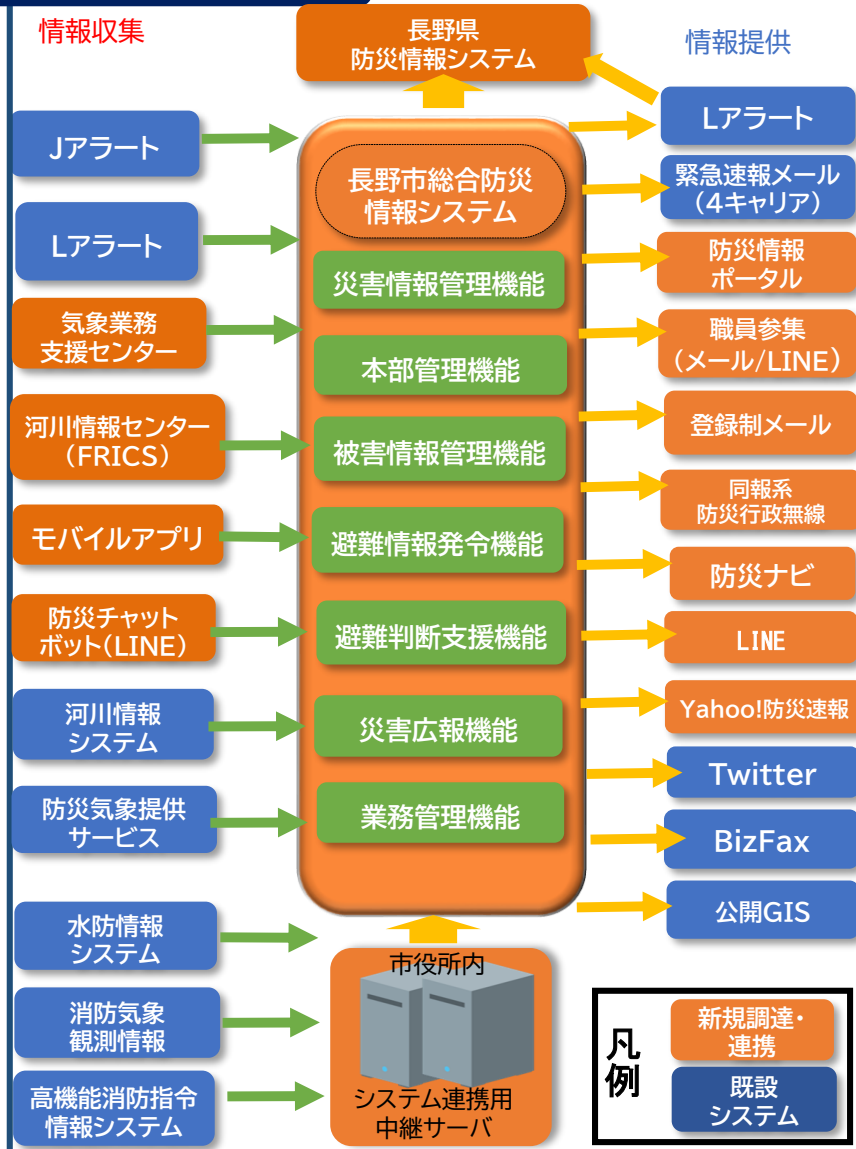 情報収集
Jアラート
Lアラート
気象業務
支援センター
河川情報センター
(FRICS)
モバイルアプリ
防災チャット
ボット(LINE)
河川情報
システム
防災気象提供
サービス
水防情報
システム
消防気象
観測情報
高機能消防指令
情報システム
長野県
防災情報システム
長野市総合防災
情報システム
災害情報管理機能
本部管理機能
被害情報管理機能
避難情報発令機能
避難判断支援機能
災害広報機能
業務管理機能
市役所内
システム連携用
中継サーバ
情報提供
Lアラート
緊急速報メール
(4キャリア)
防災情報
ポータル
職員参集
(メール/LINE)
登録制メール
同報系
防災行政無線
防災ナビ
LINE
Yahoo!防災速報
Twitter
BizFax
公開GIS
凡
例
新規調達・
連携
既設
システム